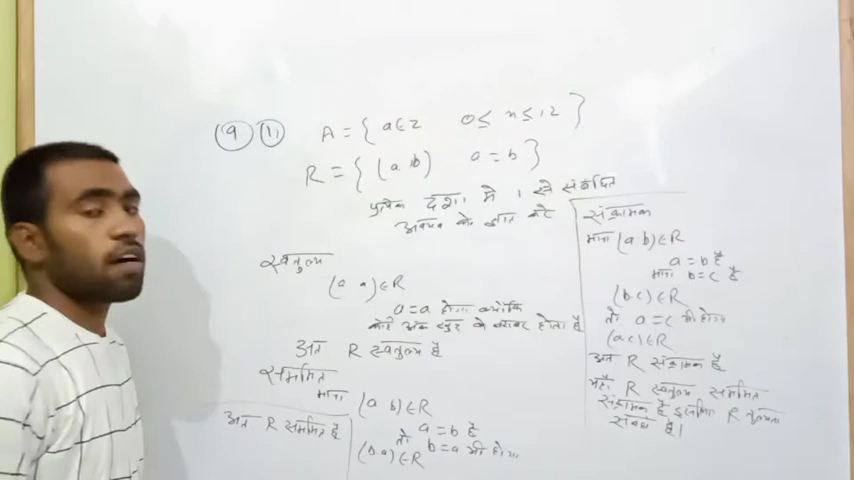 9 (1) A = { a∈z 0≤ x ≤ 12 }
R = { (a b) a = b }
प्रत्येक दशा मे 1 से संबंधित
अवयव को ज्ञात करे
स्वतुल्य
(a a)∈R
a = a होगा क्योंकि
कोई अंक खुद के बराबर होता है
अतः R स्वतुल्य है
सममित
माना (a b)∈R
तो a = b है
b = a भी होगा
(b a)∈R
अतः R सममित है
संक्रामक
माना (a b)∈R
a = b है
माना b = c है
(b c)∈R
तो a = c भी होगा
(a c)∈R
अतः R संक्रामक है
यहाँ R स्वतुल्य सममित
संक्रामक है इसलिए R तुल्यता
संबंध है।